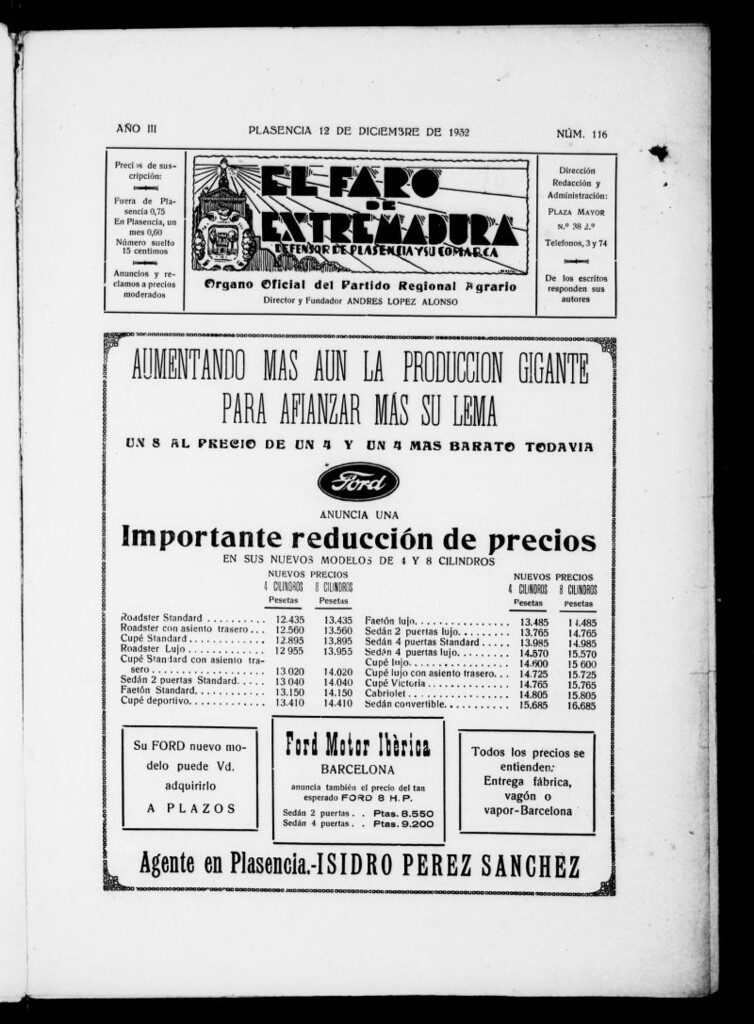 AÑO III
PLASENCIA 12 DE DICIEMBRE DE 1932
NÚM. 116
Precios de sus-
cripción:
Fuera de Pla-
sencia 0,75
En Plasencia, un
mes 0,60
Número suelto
15 centimos
Anuncios y re-
clamos a precios
moderados
EL FARO
DE
EXTREMADURA
DEFENSOR DE PLASENCIA Y SU COMARCA
Organo Oficial del Partido Regional Agrario
Director y Fundador ANDRES LOPEZ ALONSO
Dirección
Redacción y
Administración:
PLAZA MAYOR
N.º 38 2.º
Telefonos, 3 y 74
De los escritos
responden sus
autores
AUMENTANDO MAS AUN LA PRODUCCION GIGANTE
PARA AFIANZAR MÁS SU LEMA
UN 8 AL PRECIO DE UN 4 Y UN 4 MAS BARATO TODAVIA
Ford
ANUNCIA UNA
Importante reducción de precios
EN SUS NUEVOS MODELOS DE 4 Y 8 CILINDROS
NUEVOS PRECIOS
4 CILINDROS 8 CILINDROS
Pesetas Pesetas
Roadster Standard . . . . . . . . . . 12.435 13.435
Roadster con asiento trasero . . . 12.560 13.560
Cupé Standard . . . . . . . . . . . . . 12.895 13.895
Roadster Lujo . . . . . . . . . . . . . 12 955 13.955
Cupé Standard con asiento tra-
sero . . . . . . . . . . . . . . . . . . 13 020 14.020
Sedán 2 puertas Standard. . . . . 13 040 14.040
Faetón Standard. . . . . . . . . . . . 13.150 14.150
Cupé deportivo. . . . . . . . . . . . . 13.410 14.410
NUEVOS PRECIOS
4 CILINDROS 8 CILINDROS
Pesetas Pesetas
Faetón lujo. . . . . . . . . . . . . . . . 13.485 14.485
Sedán 2 puertas lujo. . . . . . . . . 13.765 14.765
Sedán 4 puertas Standard . . . . . 13.985 14.985
Sedán 4 puertas lujo. . . . . . . . . 14.570 15.570
Cupé lujo. . . . . . . . . . . . . . . . . 14.600 15 600
Cupé lujo con asiento trasero. . . 14.725 15.725
Cupé Victoria . . . . . . . . . . . . . . 14.765 15.765
Cabriolet . . . . . . . . . . . . . . . . . 14.805 15.805
Sedán convertible. . . . . . . . . . . 15,685 16.685
Su FORD nuevo mo-
delo puede Vd.
adquirirlo
A PLAZOS
Ford Motor Ibèrica
BARCELONA
anuncia también el precio del tan
esperado FORD 8 H.P.
Sedán 2 puertas . . Ptas. 8.550
Sedán 4 puertas . . Ptas. 9.200
Todos los precios se
entienden:
Entrega fábrica,
vagón o
vapor-Barcelona
Agente en Plasencia.-ISIDRO PEREZ SANCHEZ